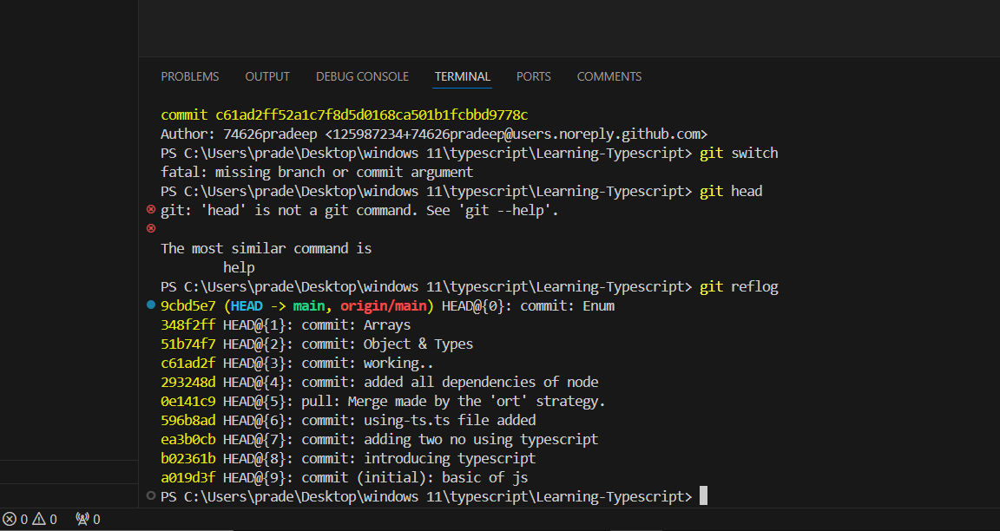 PROBLEMS OUTPUT DEBUG CONSOLE TERMINAL PORTS COMMENTS
commit c61ad2ff52a1c7f8d5d0168ca501b1fcbbd9778c
Author: 74626pradeep <125987234+74626pradeep@users.noreply.github.com>
PS C:\Users\prade\Desktop\windows 11\typescript\Learning-Typescript> git switch
fatal: missing branch or commit argument
PS C:\Users\prade\Desktop\windows 11\typescript\Learning-Typescript> git head
git: 'head' is not a git command. See 'git --help'.
The most similar command is
help
PS C:\Users\prade\Desktop\windows 11\typescript\Learning-Typescript> git reflog
9cbd5e7 (HEAD -> main, origin/main) HEAD@{0}: commit: Enum
348f2ff HEAD@{1}: commit: Arrays
51b74f7 HEAD@{2}: commit: Object & Types
c61ad2f HEAD@{3}: commit: working..
293248d HEAD@{4}: commit: added all dependencies of node
0e141c9 HEAD@{5}: pull: Merge made by the 'ort' strategy.
596b8ad HEAD@{6}: commit: using-ts.ts file added
ea3b0cb HEAD@{7}: commit: adding two no using typescript
b02361b HEAD@{8}: commit: introducing typescript
a019d3f HEAD@{9}: commit (initial): basic of js
PS C:\Users\prade\Desktop\windows 11\typescript\Learning-Typescript>
0 0 0